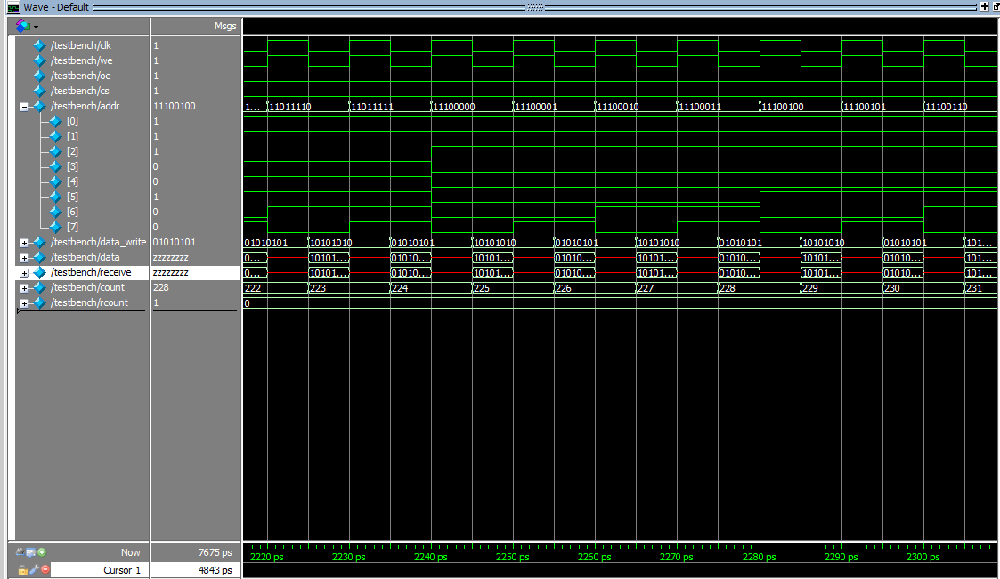 Wave - Default
Msgs
/testbench/clk 1
/testbench/we 1
/testbench/oe 1
/testbench/cs 1
/testbench/addr 11100100 1... 11011110 11011111 11100000 11100001 11100010 11100011 11100100 11100101 11100110
[0] 1
[1] 1
[2] 1
[3] 0
[4] 0
[5] 1
[6] 0
[7] 0
/testbench/data_write 01010101 01010101 10101010 01010101 10101010 01010101 10101010 01010101 10101010 01010101 101...
/testbench/data zzzzzzzz 0... 10101... 01010... 10101... 01010... 10101... 01010... 10101... 01010... 101...
/testbench/receive zzzzzzzz 0... 10101... 01010... 10101... 01010... 10101... 01010... 10101... 01010... 101...
/testbench/count 228 222 223 224 225 226 227 228 229 230 231
/testbench/rcount 1 0
Now 7675 ps 2220 ps 2230 ps 2240 ps 2250 ps 2260 ps 2270 ps 2280 ps 2290 ps 2300 ps
Cursor 1 4843 ps